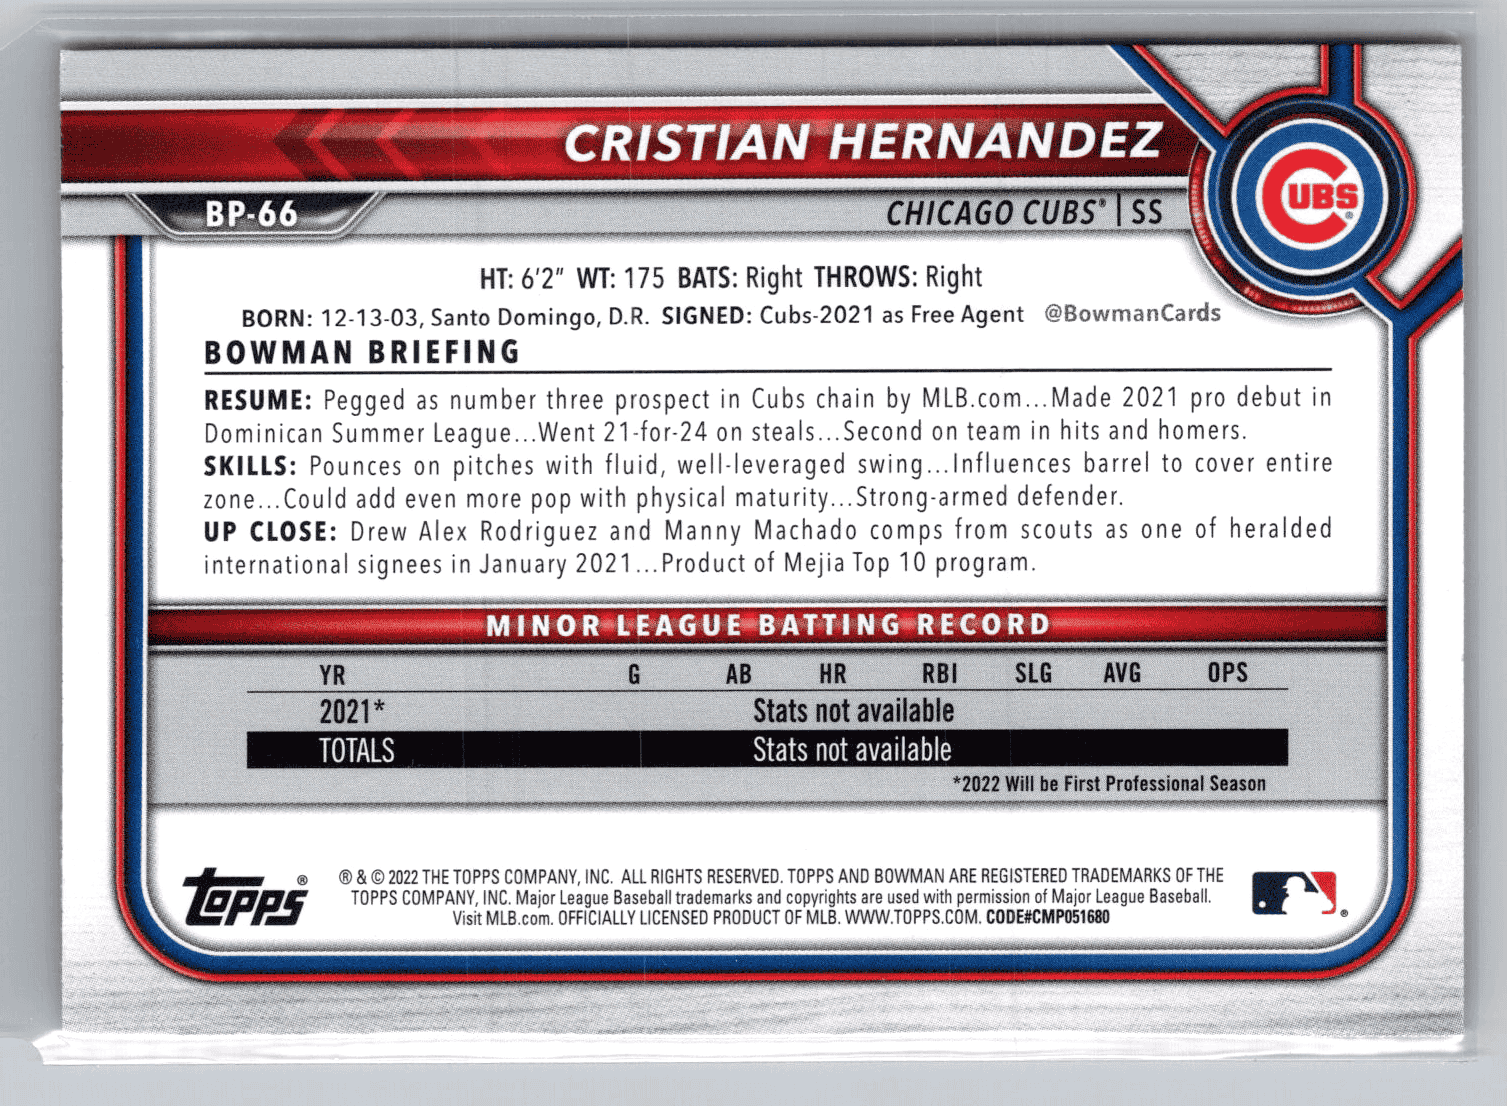 CRISTIAN HERNANDEZ
BP-66
CHICAGO CUBS® | SS
CUBS®
HT: 6'2" WT: 175 BATS: Right THROWS: Right
BORN: 12-13-03, Santo Domingo, D.R. SIGNED: Cubs-2021 as Free Agent @BowmanCards
BOWMAN BRIEFING
RESUME: Pegged as number three prospect in Cubs chain by MLB.com...Made 2021 pro debut in
Dominican Summer League...Went 21-for-24 on steals...Second on team in hits and homers.
SKILLS: Pounces on pitches with fluid, well-leveraged swing...Influences barrel to cover entire
zone...Could add even more pop with physical maturity...Strong-armed defender.
UP CLOSE: Drew Alex Rodriguez and Manny Machado comps from scouts as one of heralded
international signees in January 2021...Product of Mejia Top 10 program.
MINOR LEAGUE BATTING RECORD
YR G AB HR RBI SLG AVG OPS
2021* Stats not available
TOTALS Stats not available
*2022 Will be First Professional Season
Topps®
® & © 2022 THE TOPPS COMPANY, INC. ALL RIGHTS RESERVED. TOPPS AND BOWMAN ARE REGISTERED TRADEMARKS OF THE
TOPPS COMPANY, INC. Major League Baseball trademarks and copyrights are used with permission of Major League Baseball.
Visit MLB.com. OFFICIALLY LICENSED PRODUCT OF MLB. WWW.TOPPS.COM. CODE#CMP051680
®